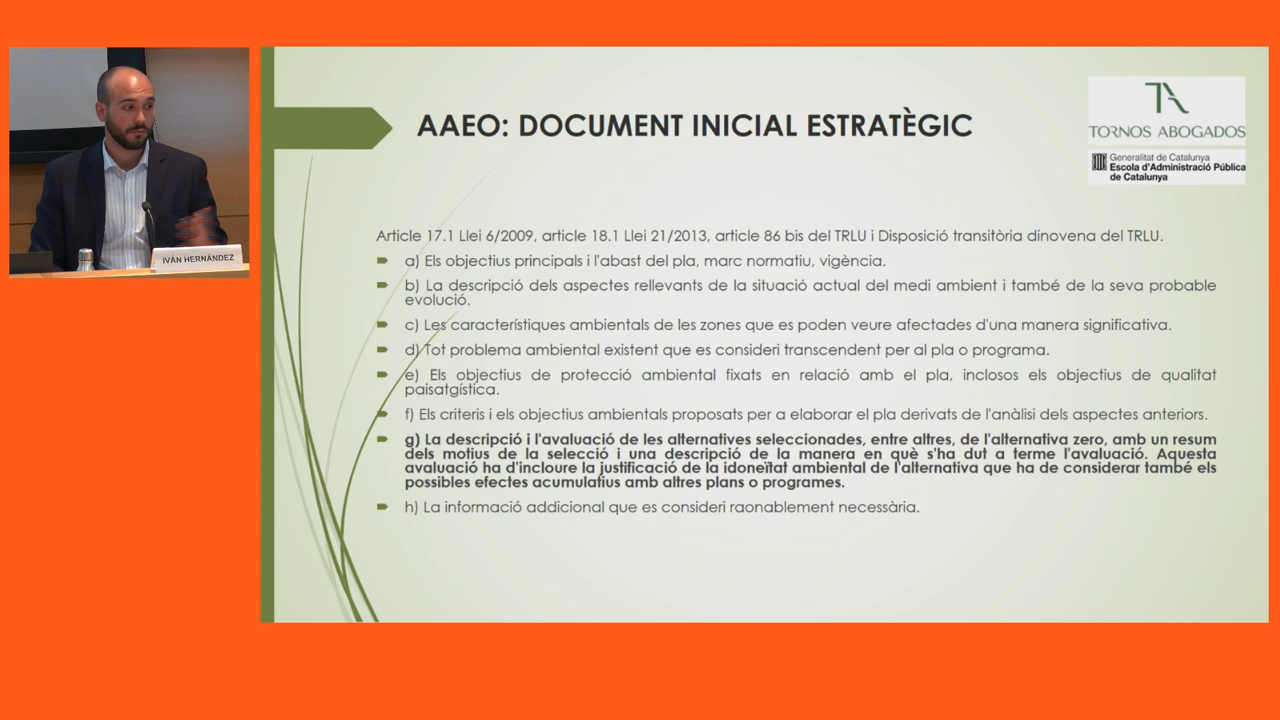 IVÁN HERNÁNDEZ
AAEO: DOCUMENT INICIAL ESTRATÈGIC
TORNOS ABOGADOS
Generalitat de Catalunya
Escola d'Administració Pública
de Catalunya
Article 17.1 Llei 6/2009, article 18.1 Llei 21/2013, article 86 bis del TRLU i Disposició transitòria dinovena del TRLU.
a) Els objectius principals i l'abast del pla, marc normatiu, vigència.
b) La descripció dels aspectes rellevants de la situació actual del medi ambient i també de la seva probable
evolució.
c) Les característiques ambientals de les zones que es poden veure afectades d'una manera significativa.
d) Tot problema ambiental existent que es consideri transcendent per al pla o programa.
e) Els objectius de protecció ambiental fixats en relació amb el pla, inclosos els objectius de qualitat
paisatgística.
f) Els criteris i els objectius ambientals proposats per a elaborar el pla derivats de l'anàlisi dels aspectes anteriors.
g) La descripció i l'avaluació de les alternatives seleccionades, entre altres, de l'alternativa zero, amb un resum
dels motius de la selecció i una descripció de la manera en què s'ha dut a terme l'avaluació. Aquesta
avaluació ha d'incloure la justificació de la idoneïtat ambiental de l'alternativa que ha de considerar també els
possibles efectes acumulatius amb altres plans o programes.
h) La informació addicional que es consideri raonablement necessària.